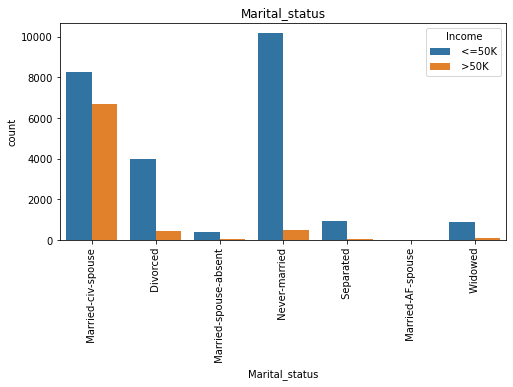 Marital_status
Income
<=50K
>50K
10000
8000
6000
4000
2000
0
count
Married-civ-spouse
Divorced
Married-spouse-absent
Never-married
Separated
Married-AF-spouse
Widowed
Marital_status